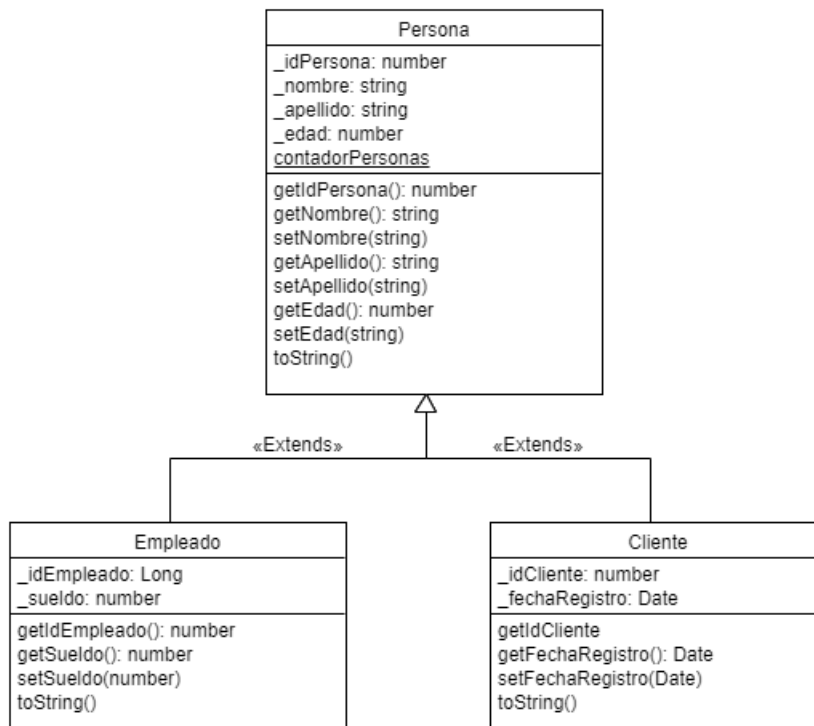 Persona
_idPersona: number
_nombre: string
_apellido: string
_edad: number
contadorPersonas
getIdPersona(): number
getNombre(): string
setNombre(string)
getApellido(): string
setApellido(string)
getEdad(): number
setEdad(string)
toString()
«Extends»
«Extends»
Empleado
_idEmpleado: Long
_sueldo: number
getIdEmpleado(): number
getSueldo(): number
setSueldo(number)
toString()
Cliente
_idCliente: number
_fechaRegistro: Date
getIdCliente
getFechaRegistro(): Date
setFechaRegistro(Date)
toString()